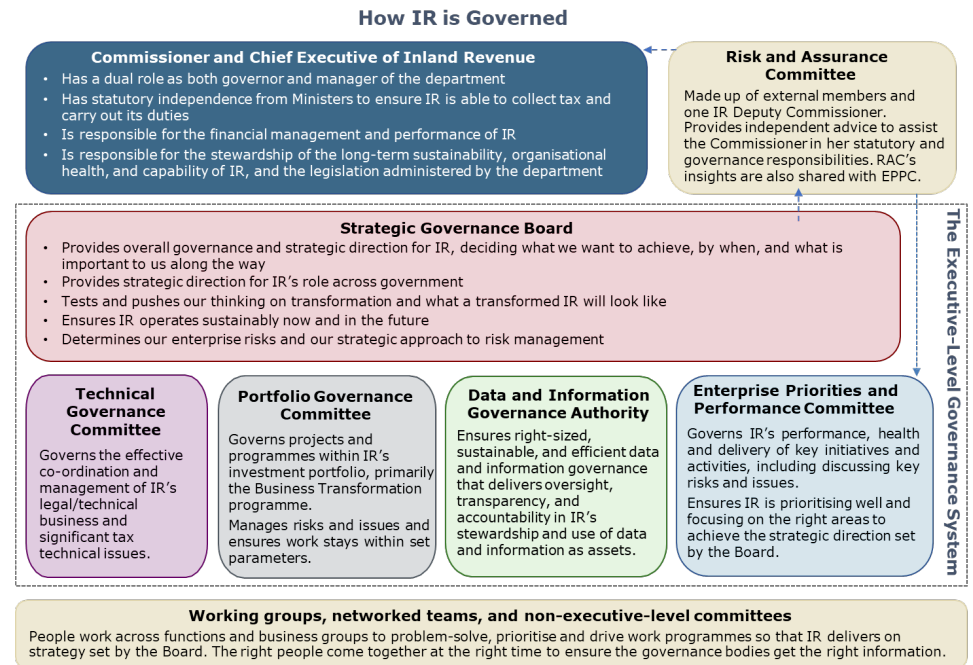 How IR is Governed
Commissioner and Chief Executive of Inland Revenue
• Has a dual role as both governor and manager of the department
• Has statutory independence from Ministers to ensure IR is able to collect tax and
carry out its duties
• Is responsible for the financial management and performance of IR
• Is responsible for the stewardship of the long-term sustainability, organisational
health, and capability of IR, and the legislation administered by the department
Risk and Assurance
Committee
Made up of external members and
one IR Deputy Commissioner.
Provides independent advice to assist
the Commissioner in her statutory and
governance responsibilities. RAC’s
insights are also shared with EPPC.
The Executive-Level Governance System
Strategic Governance Board
• Provides overall governance and strategic direction for IR, deciding what we want to achieve, by when, and what is
important to us along the way
• Provides strategic direction for IR’s role across government
• Tests and pushes our thinking on transformation and what a transformed IR will look like
• Ensures IR operates sustainably now and in the future
• Determines our enterprise risks and our strategic approach to risk management
Technical
Governance
Committee
Governs the effective
co-ordination and
management of IR’s
legal/technical
business and
significant tax
technical issues.
Portfolio Governance
Committee
Governs projects and
programmes within IR’s
investment portfolio, primarily
the Business Transformation
programme.
Manages risks and issues and
ensures work stays within set
parameters.
Data and Information
Governance Authority
Ensures right-sized,
sustainable, and efficient data
and information governance
that delivers oversight,
transparency, and
accountability in IR’s
stewardship and use of data
and information as assets.
Enterprise Priorities and
Performance Committee
Governs IR’s performance, health
and delivery of key initiatives and
activities, including discussing key
risks and issues.
Ensures IR is prioritising well and
focusing on the right areas to
achieve the strategic direction set
by the Board.
Working groups, networked teams, and non-executive-level committees
People work across functions and business groups to problem-solve, prioritise and drive work programmes so that IR delivers on
strategy set by the Board. The right people come together at the right time to ensure the governance bodies get the right information.